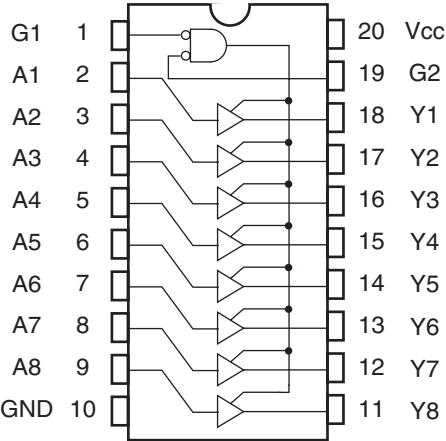 G1 1 20 Vcc
A1 2 19 G2
A2 3 18 Y1
A3 4 17 Y2
A4 5 16 Y3
A5 6 15 Y4
A6 7 14 Y5
A7 8 13 Y6
A8 9 12 Y7
GND 10 11 Y8